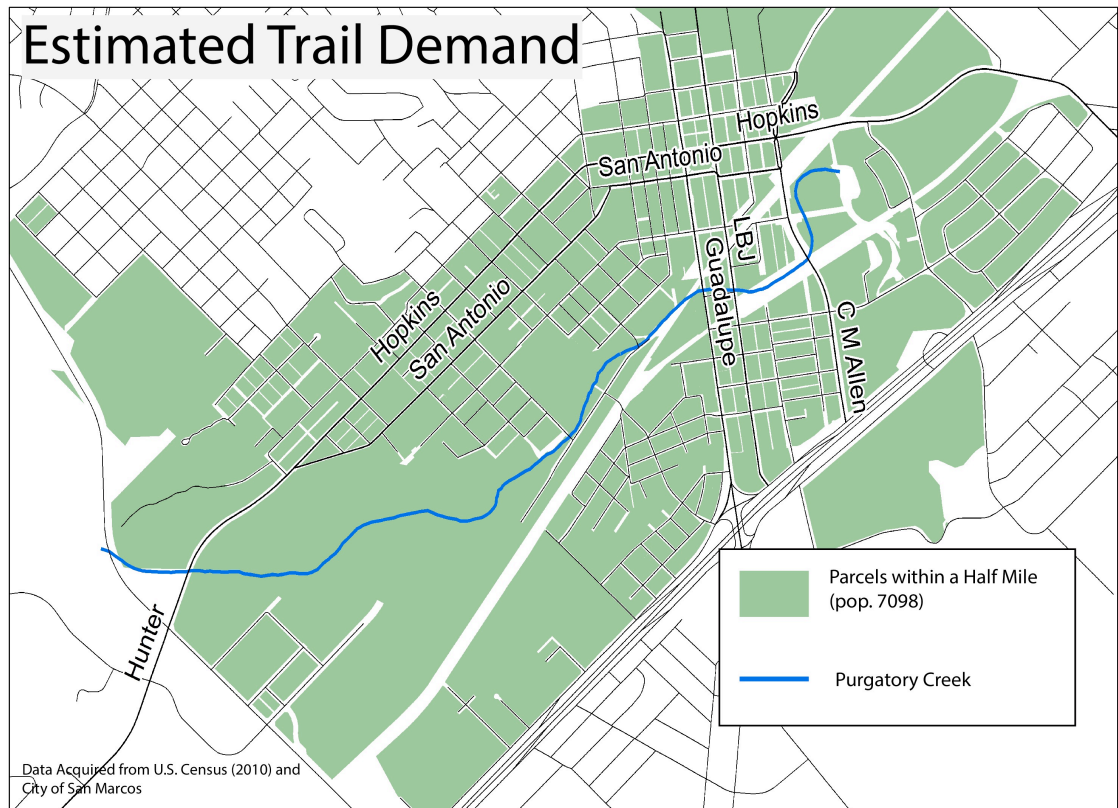 Estimated Trail Demand
Hopkins
San Antonio
LBJ
Guadalupe
Hopkins
San Antonio
C M Allen
Hunter
Parcels within a Half Mile
(pop. 7098)
Purgatory Creek
Data Acquired from U.S. Census (2010) and
City of San Marcos